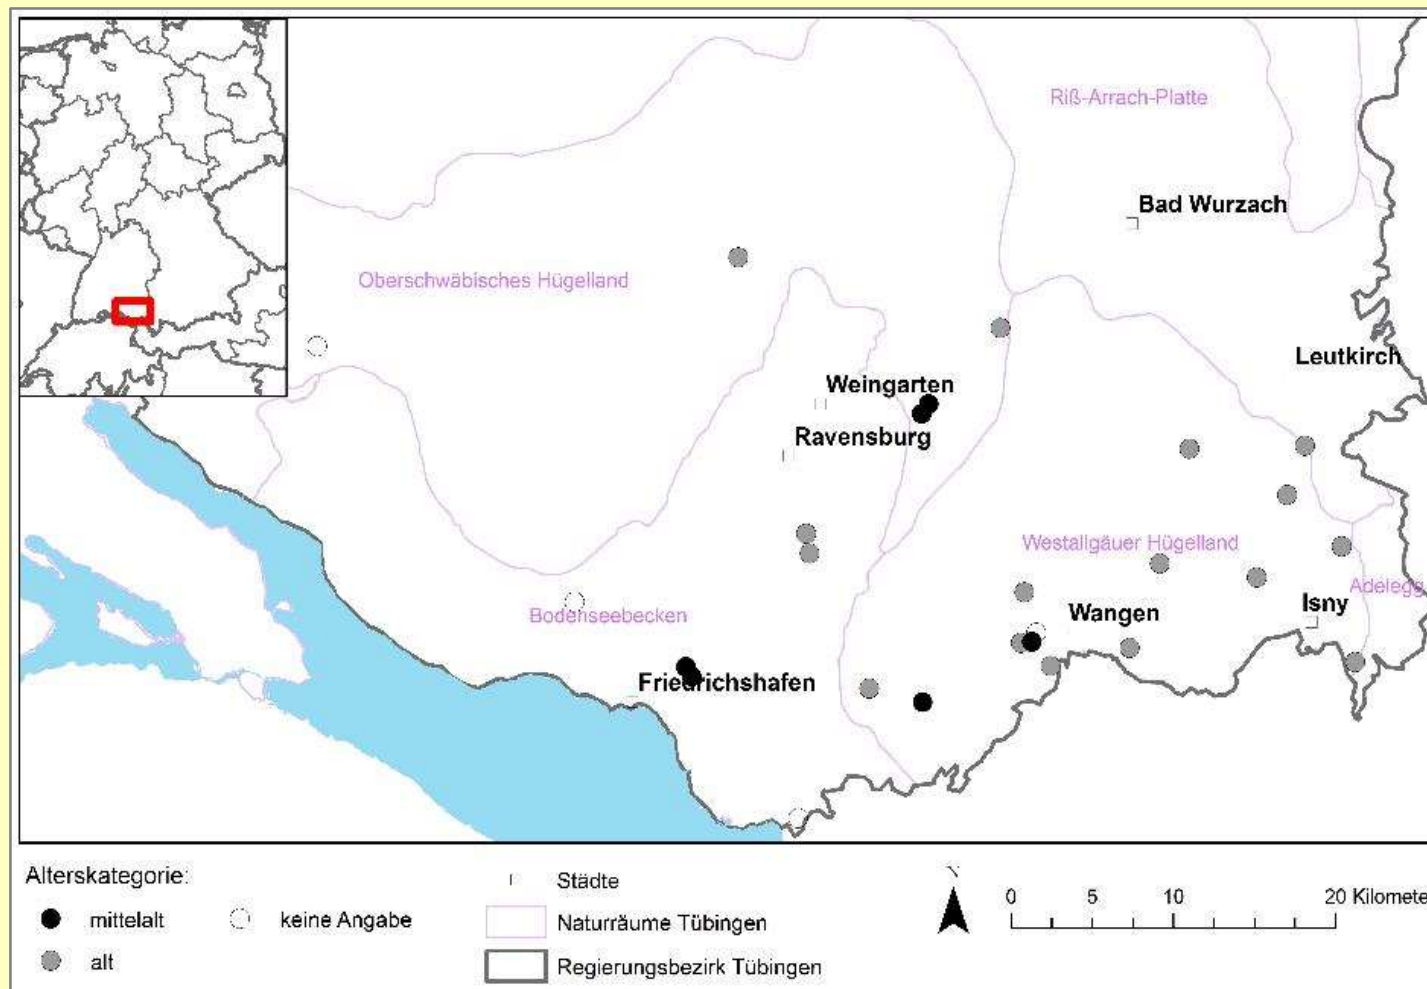 Riß-Arrach-Platte
Bad Wurzach
Oberschwäbisches Hügelland
Leutkirch
Weingarten
Ravensburg
Westallgäuer Hügelland
Adelegg
Isny
Wangen
Bodenseebecken
Friedrichshafen
Alterskategorie:
mittelalt
keine Angabe
alt
Städte
Naturräume Tübingen
Regierungsbezirk Tübingen
N
0 5 10 20 Kilomete